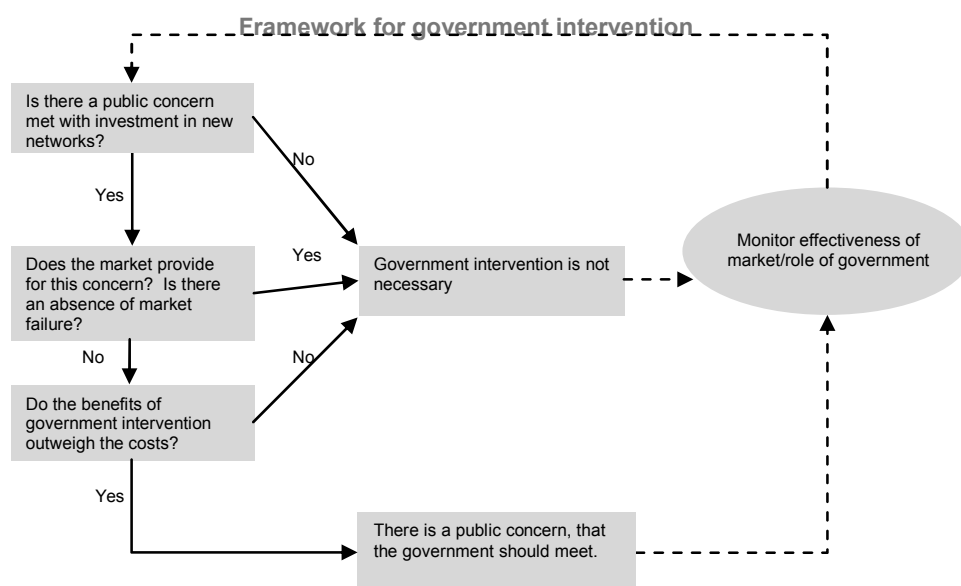 Framework for government intervention
Is there a public concern
met with investment in new
networks?
No
Yes
Does the market provide
for this concern?  Is there
an absence of market
failure?
Yes
Government intervention is not
necessary
Monitor effectiveness of
market/role of government
No
No
Do the benefits of
government intervention
outweigh the costs?
Yes
There is a public concern, that
the government should meet.